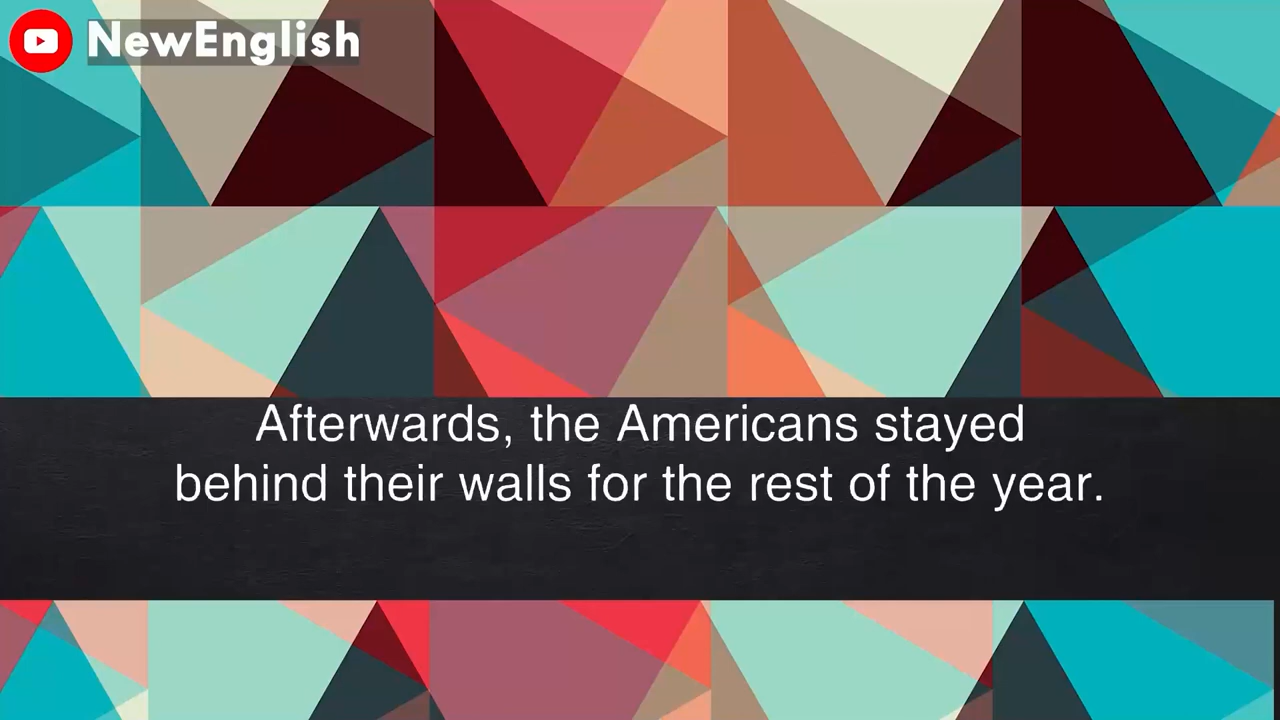 NewEnglish
Afterwards, the Americans stayed
behind their walls for the rest of the year.